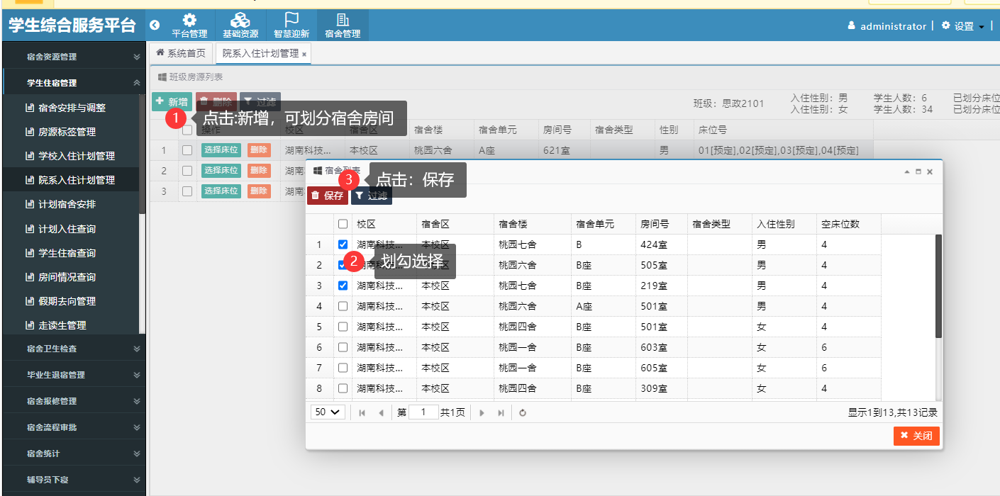 学生综合服务平台
平台管理
基础资源
智慧迎新
宿舍管理
administrator
设置
宿舍资源管理
学生住宿管理
宿舍安排与调整
房源标签管理
学校入住计划管理
院系入住计划管理
计划宿舍安排
计划入住查询
学生住宿查询
房间情况查询
假期去向管理
走读生管理
宿舍卫生检查
毕业生退宿管理
宿舍报修管理
宿舍流程审批
宿舍统计
辅导员下寝
系统首页
院系入住计划管理
班级房源列表
新增 删除 过滤
班级：思政2101
入住性别：男 学生人数：6 已划分床位
入住性别：女 学生人数：34 已划分床位
1 点击:新增，可划分宿舍房间
操作 校区 宿舍区 宿舍楼 宿舍单元 房间号 宿舍类型 性别 床位号
1 选择床位 删除 湖南科技... 本校区 桃园六舍 A座 621室 男 01[预定],02[预定],03[预定],04[预定]
2 选择床位 删除 湖南
3 选择床位 删除 湖南
宿舍列表
3 点击：保存
保存 过滤
校区 宿舍区 宿舍楼 宿舍单元 房间号 宿舍类型 入住性别 空床位数
1 湖南科技... 本校区 桃园七舍 B 424室 男 4
2 划勾选择
2 湖南科技... 本校区 桃园六舍 B座 505室 男 4
3 湖南科技... 本校区 桃园七舍 B座 219室 男 4
4 湖南科技... 本校区 桃园六舍 A座 501室 男 4
5 湖南科技... 本校区 桃园四舍 B座 501室 女 4
6 湖南科技... 本校区 桃园一舍 B座 603室 女 6
7 湖南科技... 本校区 桃园一舍 B座 605室 女 6
8 湖南科技... 本校区 桃园四舍 B座 309室 女 4
50 第 1 共1页
显示1到13,共13记录
关闭